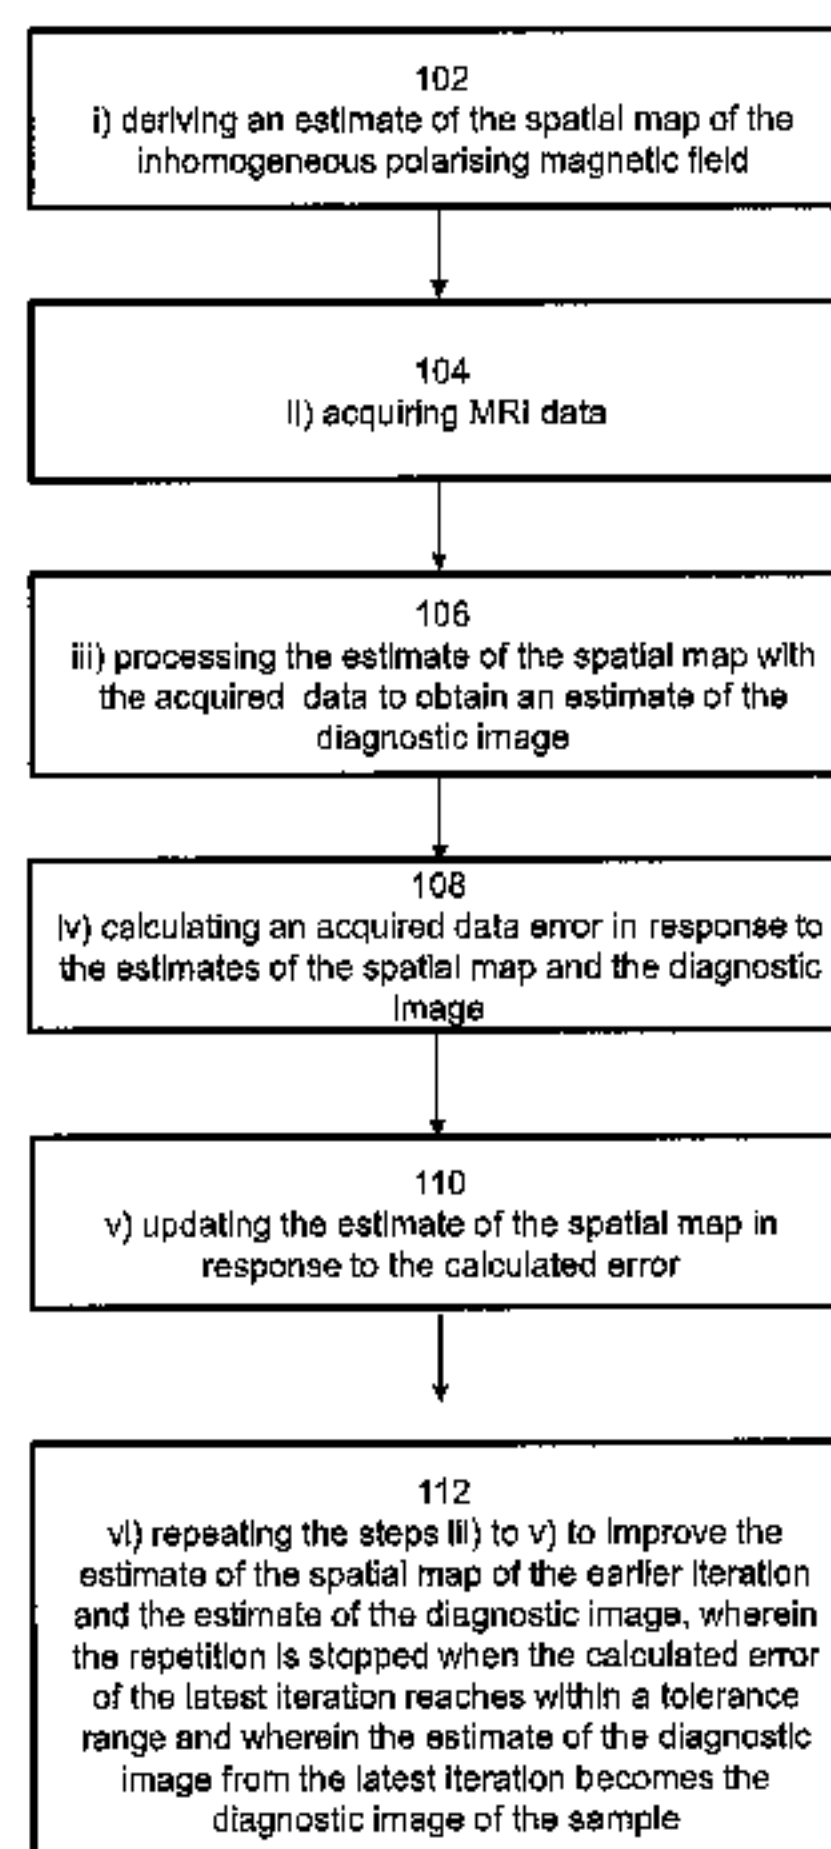 102
i) deriving an estimate of the spatial map of the
inhomogeneous polarising magnetic field
104
ii) acquiring MRI data
106
iii) processing the estimate of the spatial map with
the acquired data to obtain an estimate of the
diagnostic image
108
iv) calculating an acquired data error in response to
the estimates of the spatial map and the diagnostic
image
110
v) updating the estimate of the spatial map in
response to the calculated error
112
vi) repeating the steps iii) to v) to improve the
estimate of the spatial map of the earlier iteration
and the estimate of the diagnostic image, wherein
the repetition is stopped when the calculated error
of the latest iteration reaches within a tolerance
range and wherein the estimate of the diagnostic
image from the latest iteration becomes the
diagnostic image of the sample